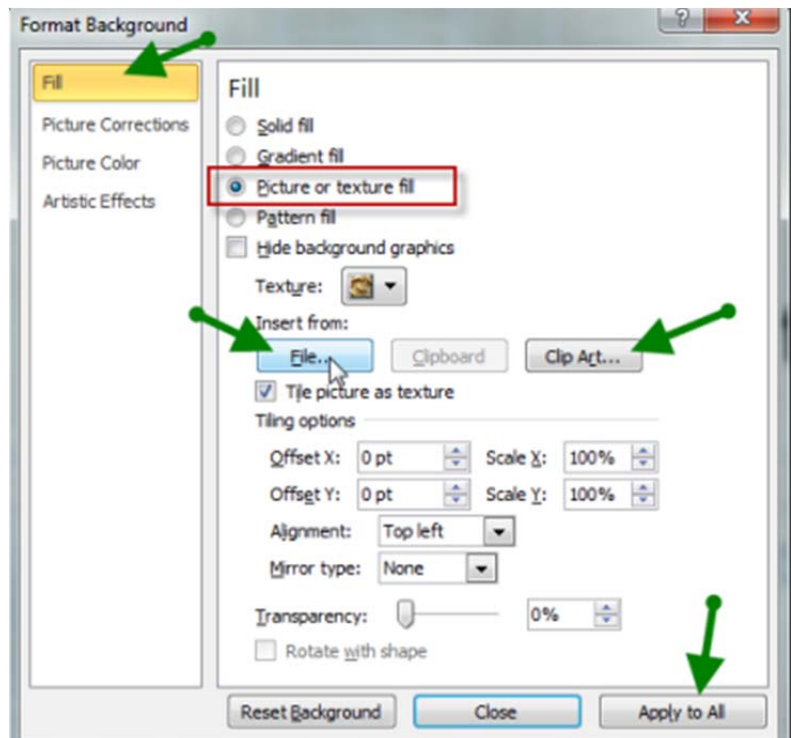 Format Background
Fill
Picture Corrections
Picture Color
Artistic Effects
Fill
Solid fill
Gradient fill
Picture or texture fill
Pattern fill
Hide background graphics
Texture:
Insert from:
File... Clipboard Clip Art...
Tile picture as texture
Tiling options
Offset X: 0 pt Scale X: 100%
Offset Y: 0 pt Scale Y: 100%
Alignment: Top left
Mirror type: None
Transparency: 0%
Rotate with shape
Reset Background Close Apply to All